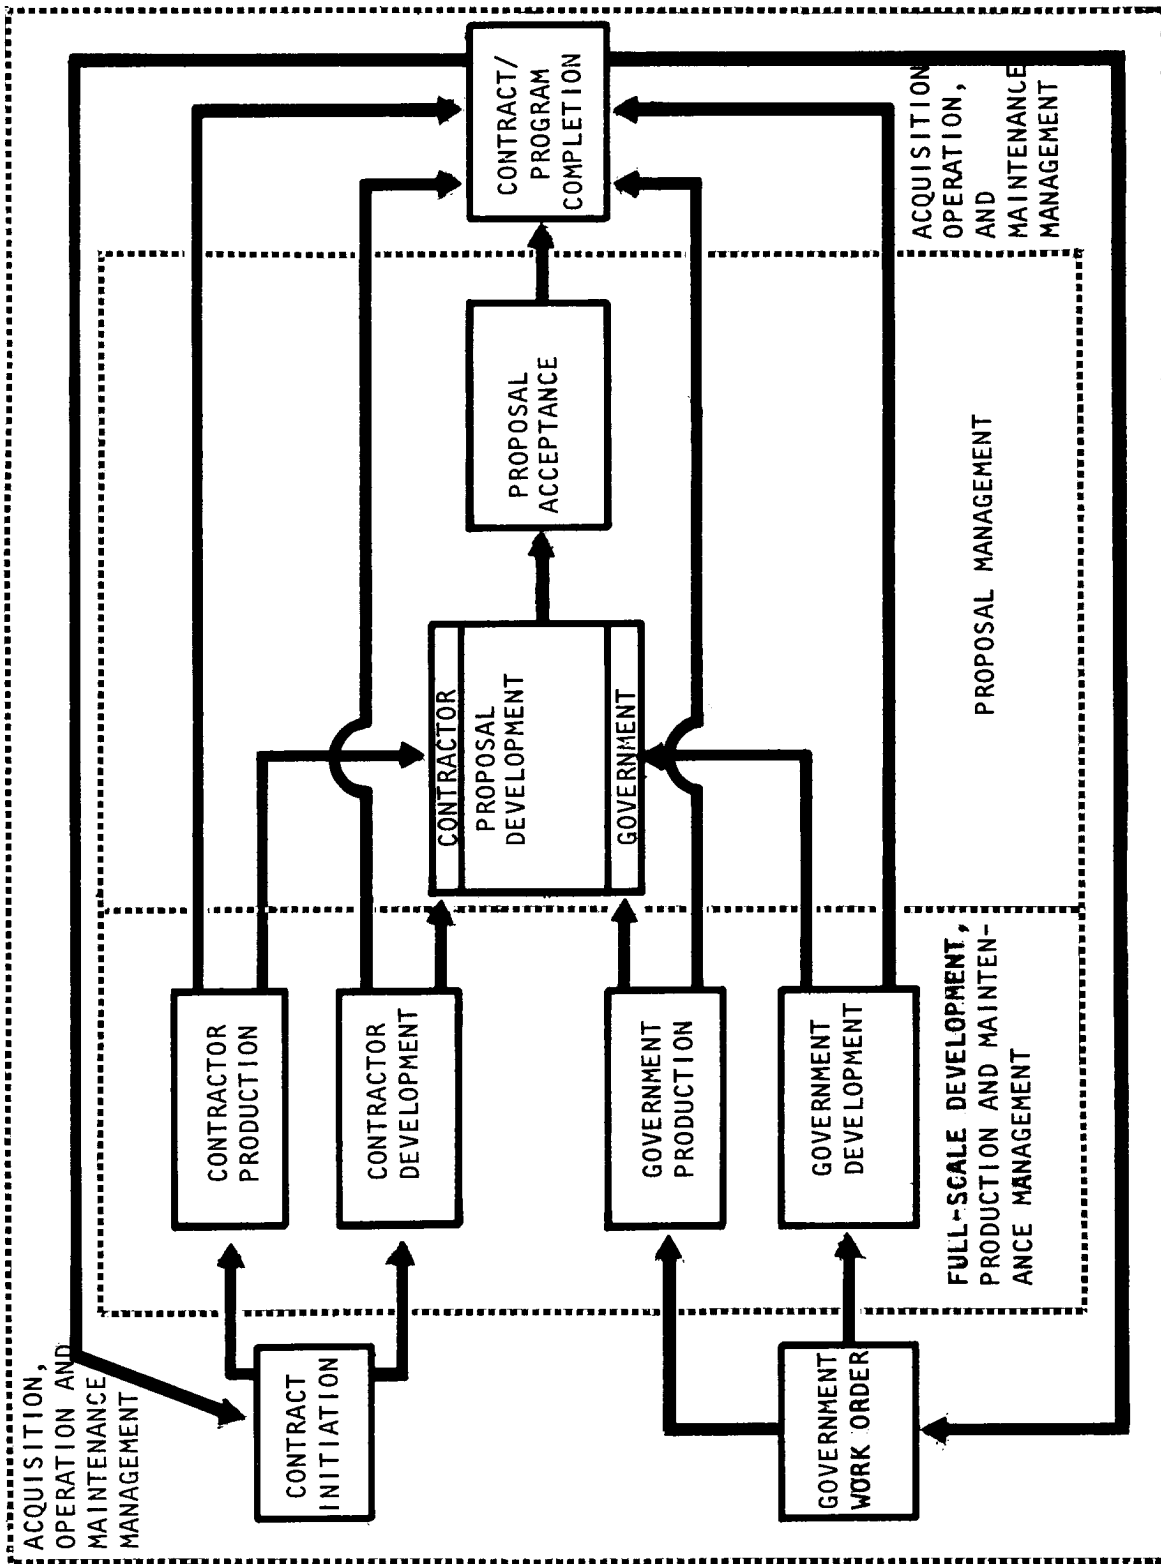 ACQUISITION,
OPERATION AND
MAINTENANCE
MANAGEMENT
CONTRACT
INITIATION
GOVERNMENT
WORK ORDER
CONTRACTOR
PRODUCTION
CONTRACTOR
DEVELOPMENT
GOVERNMENT
PRODUCTION
GOVERNMENT
DEVELOPMENT
FULL-SCALE DEVELOPMENT,
PRODUCTION AND MAINTEN-
ANCE MANAGEMENT
CONTRACTOR
PROPOSAL
DEVELOPMENT
GOVERNMENT
PROPOSAL
ACCEPTANCE
PROPOSAL MANAGEMENT
CONTRACT/
PROGRAM
COMPLETION
ACQUISITION
OPERATION,
AND
MAINTENANCE
MANAGEMENT